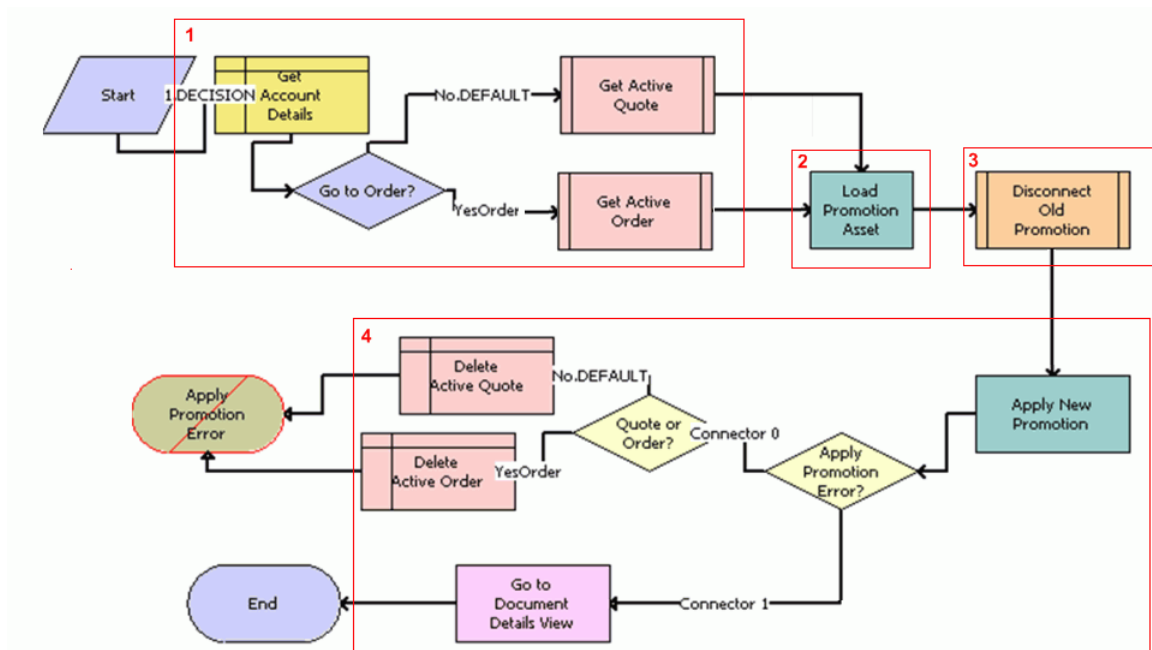 1
Start
1.DECISION
Get
Account
Details
No.DEFAULT
Get Active
Quote
Go to Order?
YesOrder
Get Active
Order
2
Load
Promotion
Asset
3
Disconnect
Old
Promotion
4
Delete
Active Quote
No.DEFAULT
Apply
Promotion
Error
Quote or
Order?
Connector 0
Apply New
Promotion
Delete
Active Order
YesOrder
Apply
Promotion
Error?
End
Go to
Document
Details View
Connector 1